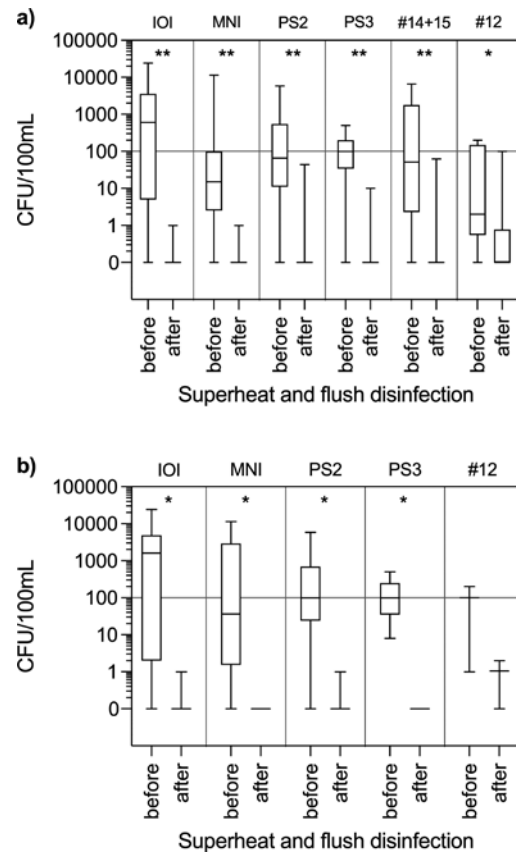 a)
IOI MNI PS2 PS3 #14+15 #12
** ** ** ** ** *
100000
10000
1000
100
10
1
0
CFU/100mL
before after before after before after before after before after before after
Superheat and flush disinfection
b)
IOI MNI PS2 PS3 #12
* * * *
100000
10000
1000
100
10
1
0
CFU/100mL
before after before after before after before after before after
Superheat and flush disinfection